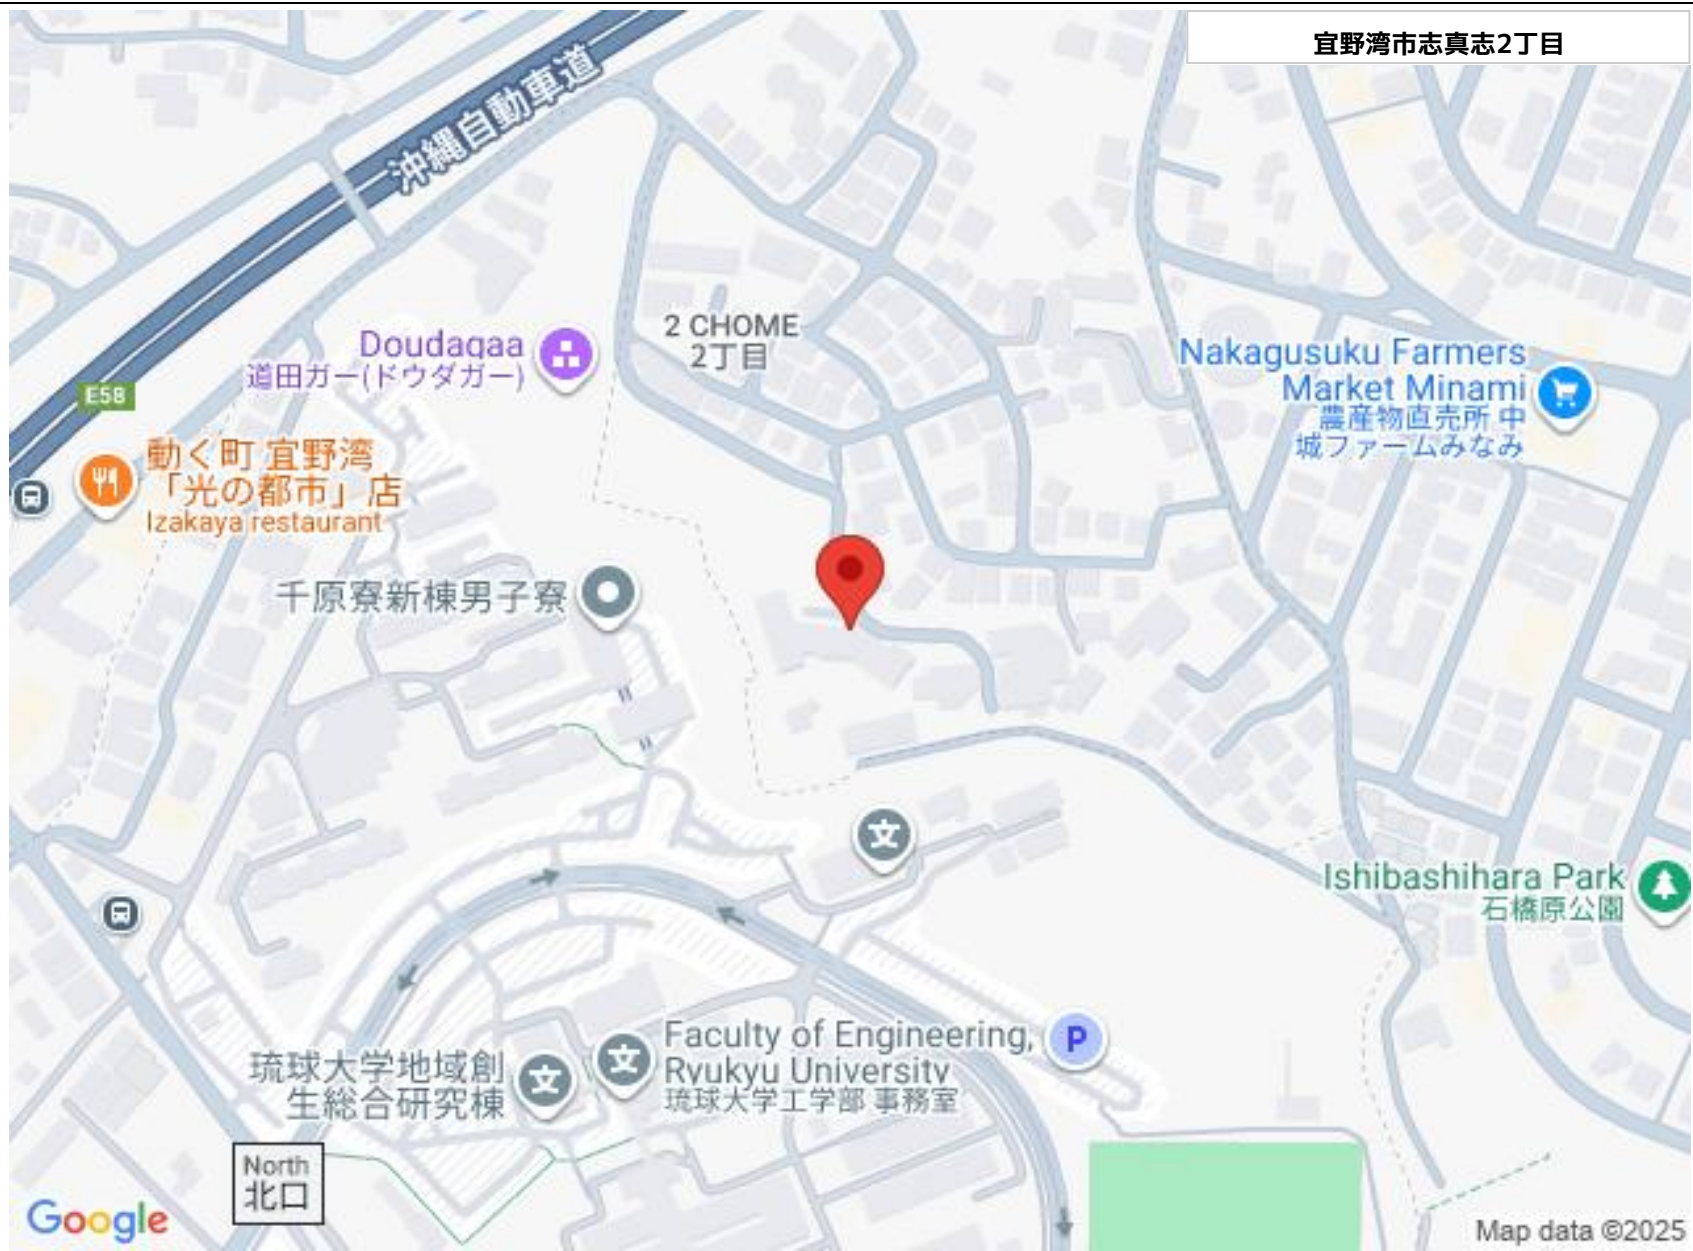 宜野湾市志真志2丁目
沖縄自動車道
2 CHOME
2丁目
Doudagaa
道田ガー(ドウダガー)
E58
Nakagusuku Farmers
Market Minami
農産物直売所 中
城ファームみなみ
動く町 宜野湾
「光の都市」店
Izakaya restaurant
千原寮新棟男子寮
文
Ishibashihara Park
石橋原公園
Faculty of Engineering,
Ryukyu University
琉球大学工学部 事務室
P
文
琉球大学地域創
生総合研究棟
文
North
北口
Google
Map data ©2025